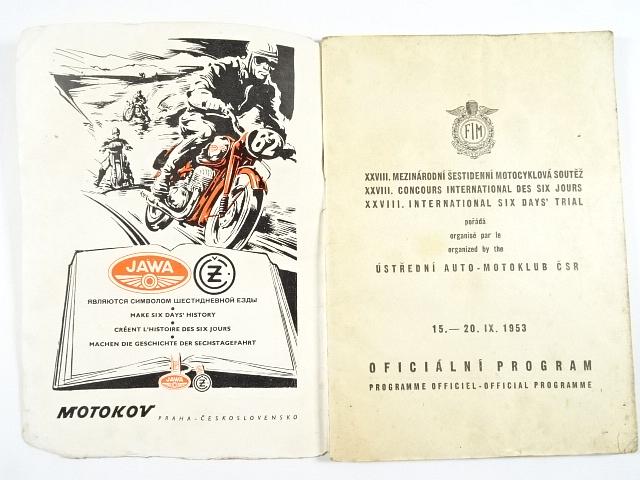 62
JAWA
ČZ
ЯВЛЯЮТСЯ СИМВОЛОМ ШЕСТИДНЕВНОЙ ЕЗДЫ
MAKE SIX DAYS' HISTORY
CRÉENT L'HISTOIRE DES SIX JOURS
MACHEN DIE GESCHICHTE DER SECHSTAGEFAHRT
JAWA
ČZ
MOTOKOV PRAHA-ČESKOSLOVENSKO
FIM
XXVIII. MEZINÁRODNÍ ŠESTIDENNÍ MOTOCYKLOVÁ SOUTĚŽ
XXVIII. CONCOURS INTERNATIONAL DES SIX JOURS
XXVIII. INTERNATIONAL SIX DAYS' TRIAL
pořádá
organisé par le
organized by the
ÚSTŘEDNÍ AUTO-MOTOKLUB ČSR
15.— 20. IX. 1953
OFICIÁLNÍ PROGRAM
PROGRAMME OFFICIEL-OFFICIAL PROGRAMME